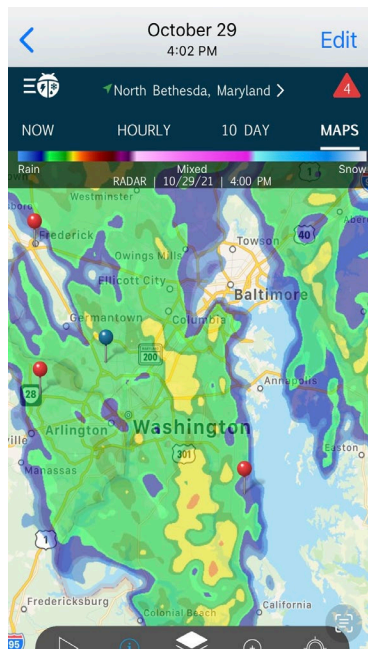 October 29
4:02 PM
Edit
North Bethesda, Maryland
4
NOW HOURLY 10 DAY MAPS
Rain Mixed Snow
RADAR | 10/29/21 | 4:00 PM
1
Westminster
Frederick
Towson
40
Owings Mills
Ellicott City
Baltimore
Germantown
Columbia
200
28
Annapolis
Arlington
Washington
301
Easton
Manassas
1
Fredericksburg
California
Colonial Beach
95